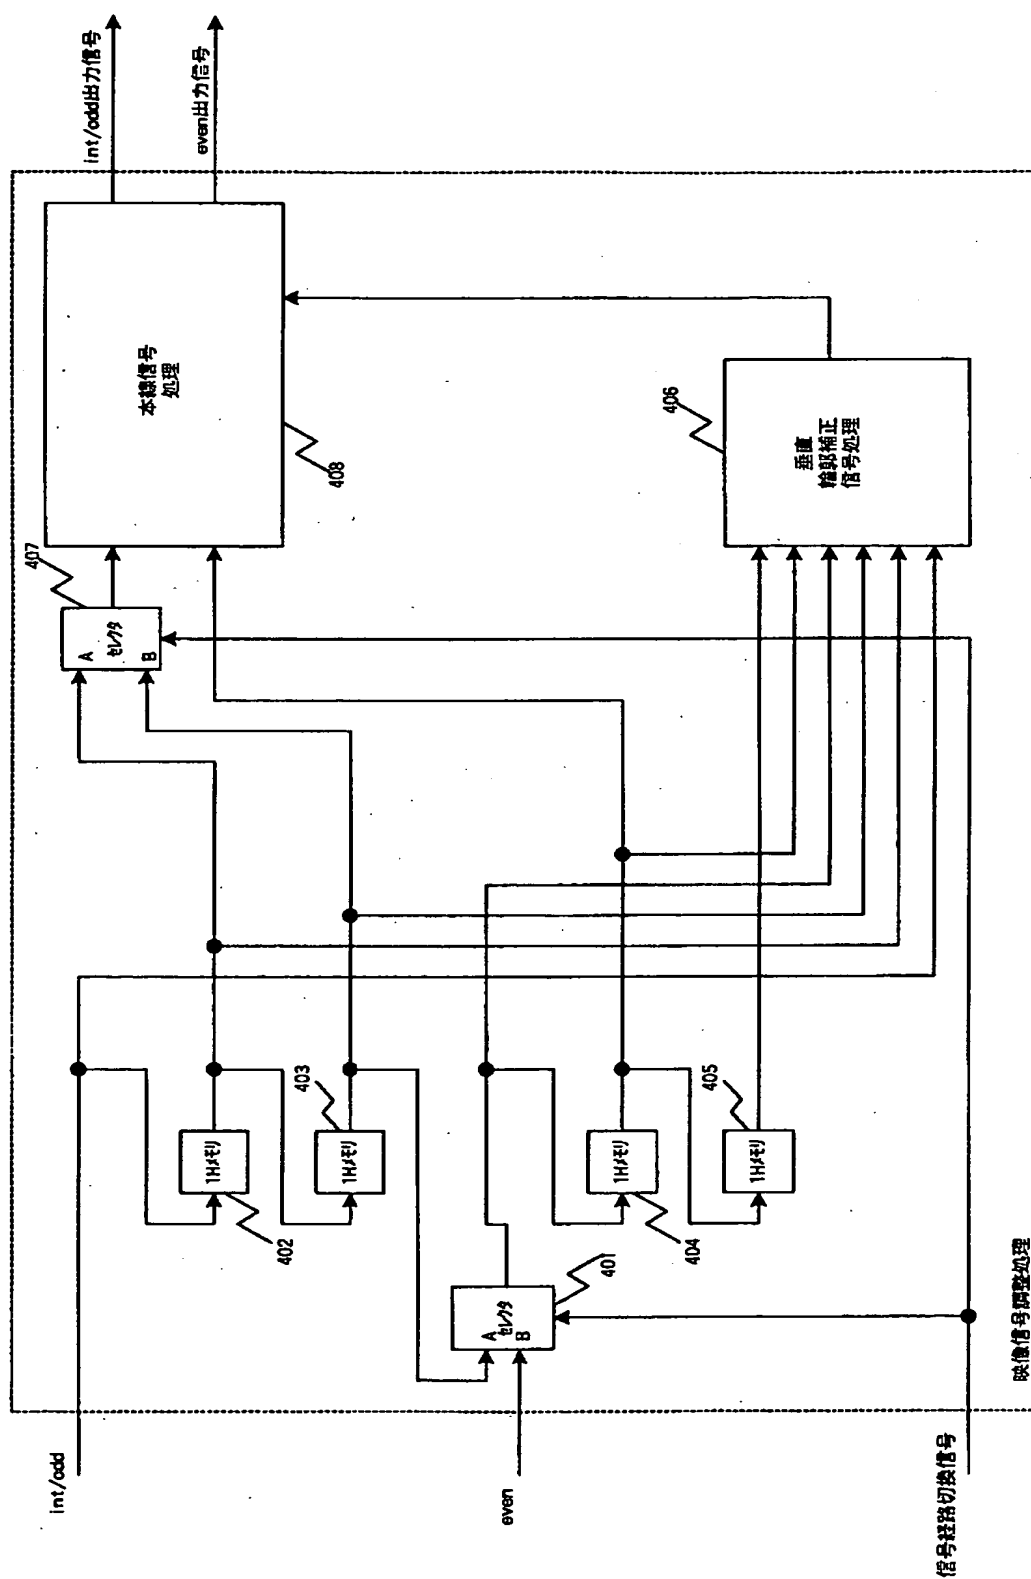 int/odd
even
信号経路切換信号
映像信号調整処理
A
セレクタ
B
401
1Hメモリ
402
1Hメモリ
403
1Hメモリ
404
1Hメモリ
405
A
セレクタ
B
407
本線信号
処理
408
垂直
輪郭補正
信号処理
406
int/odd出力信号
even出力信号